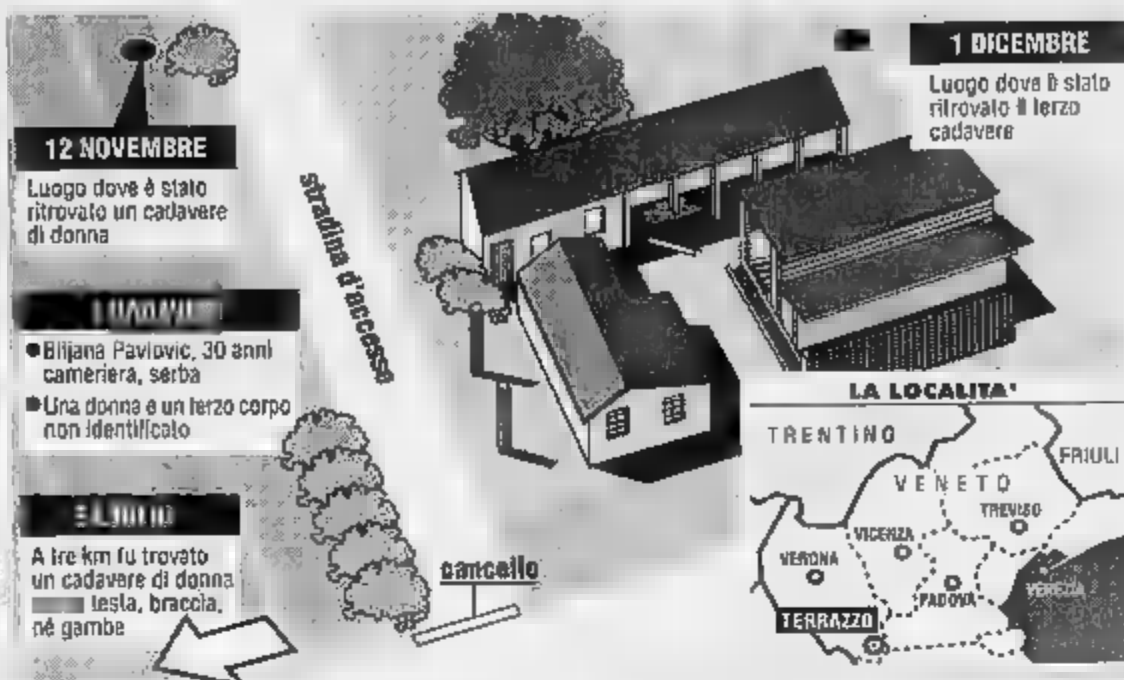 12 NOVEMBRE
Luogo dove è stato
ritrovato un cadavere
di donna
Biljana Pavlovic, 30 anni
cameriera, serba
Una donna e un terzo corpo
non identificato
A tre km fu trovato
un cadavere di donna
testa, braccia,
né gambe
stradina d'accesso
cancello
1 DICEMBRE
Luogo dove è stato
ritrovato il terzo
cadavere
LA LOCALITA'
TRENTINO
FRIULI
VENETO
TREVISO
VICENZA
VERONA
PADOVA
VENEZIA
TERRAZZO